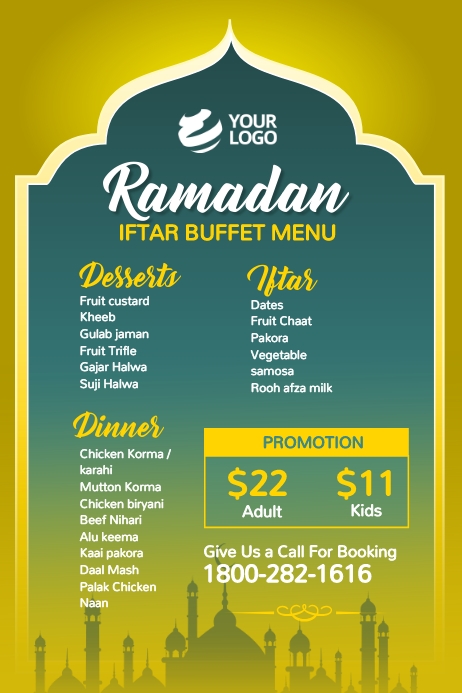 YOUR
LOGO
Ramadan
IFTAR BUFFET MENU
Desserts
Fruit custard
Kheeb
Gulab jaman
Fruit Trifle
Gajar Halwa
Suji Halwa
Iftar
Dates
Fruit Chaat
Pakora
Vegetable
samosa
Rooh afza milk
Dinner
Chicken Korma /
karahi
Mutton Korma
Chicken biryani
Beef Nihari
Alu keema
Kaai pakora
Daal Mash
Palak Chicken
Naan
PROMOTION
$22 $11
Adult Kids
Give Us a Call For Booking
1800-282-1616